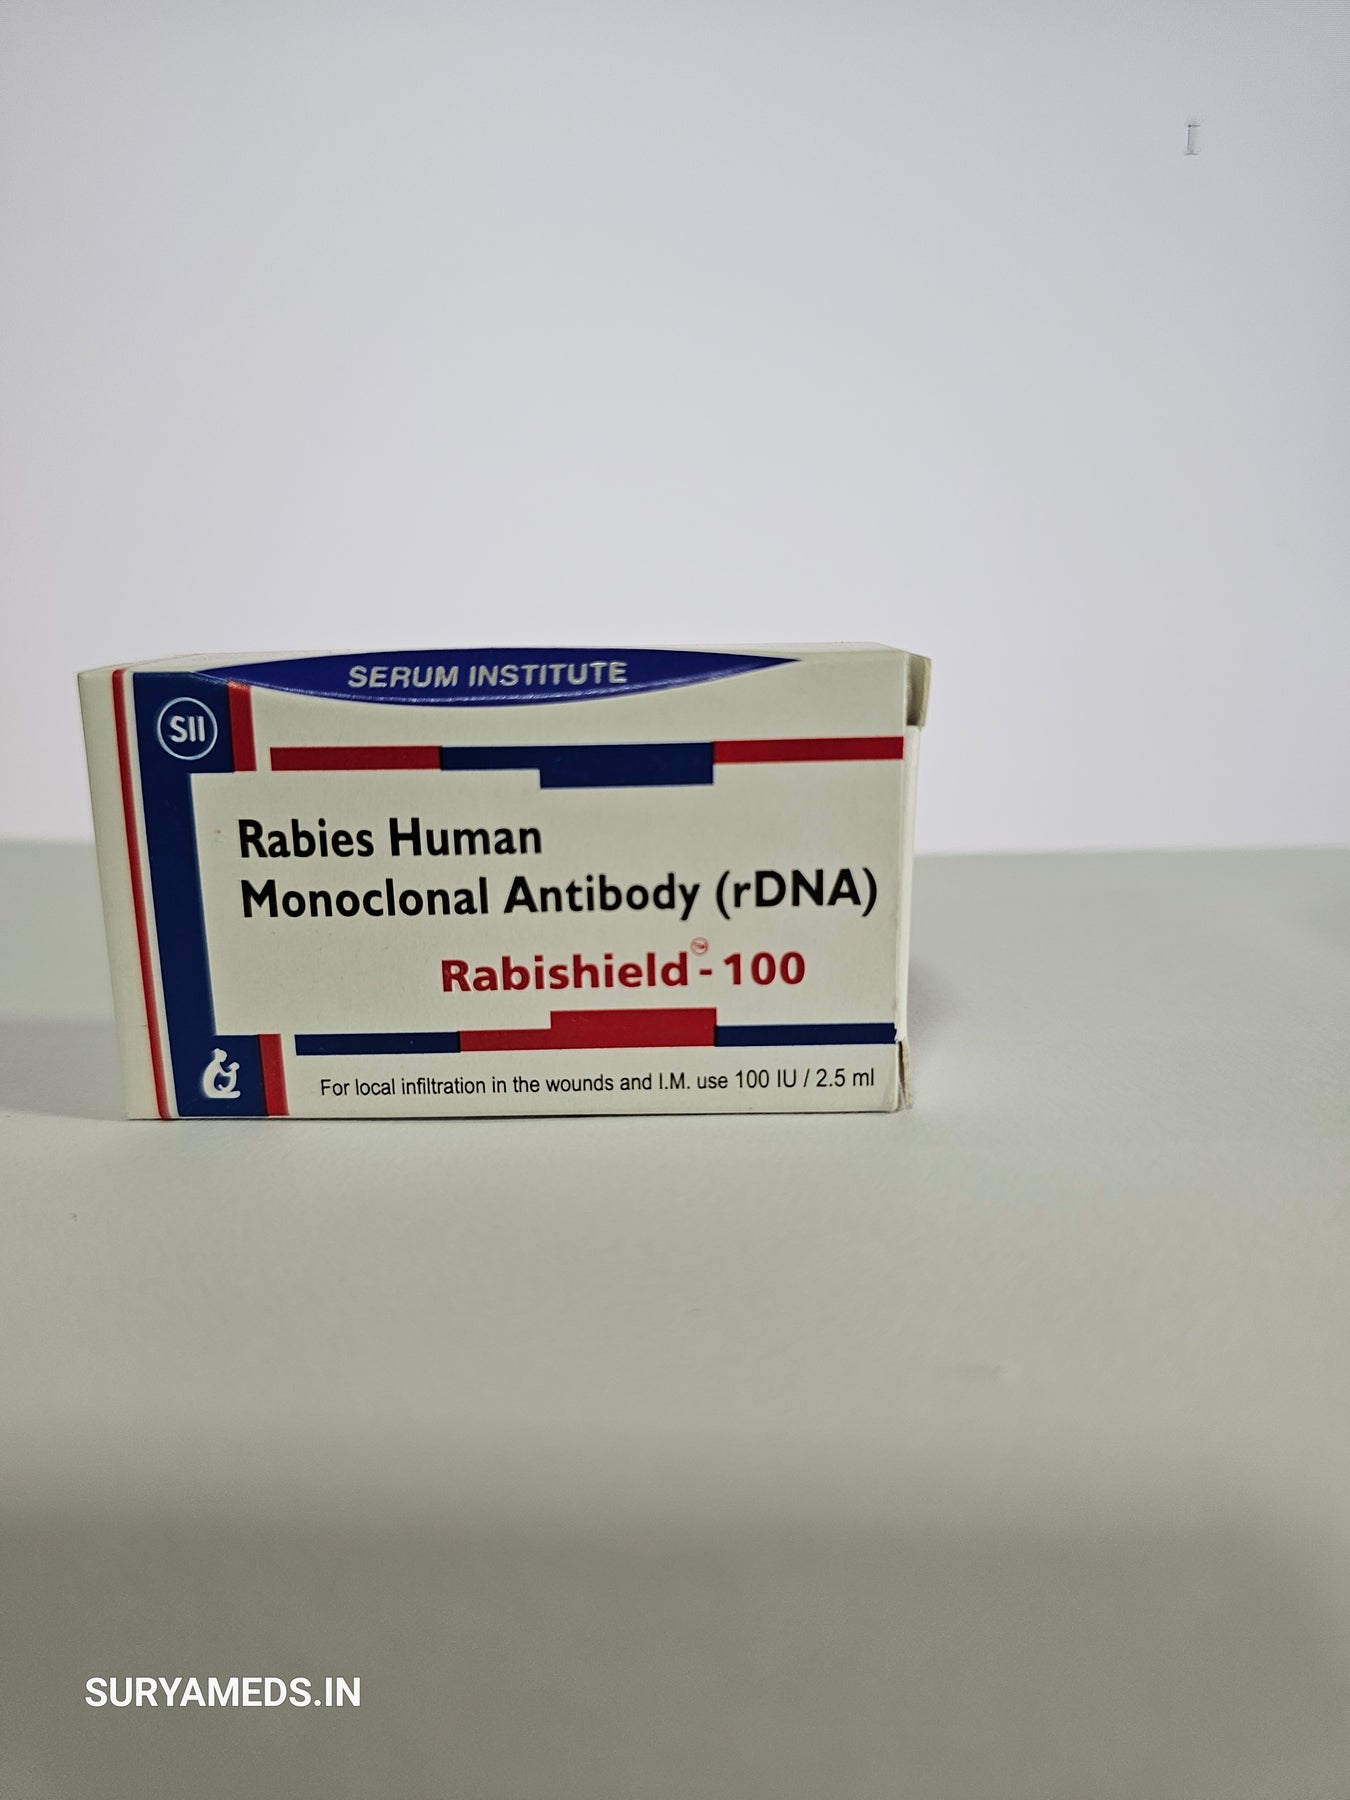 SERUM INSTITUTE
SII
Rabies Human
Monoclonal Antibody (rDNA)
Rabishield™ - 100
For local infiltration in the wounds and I.M. use 100 IU / 2.5 ml
SURYAMEDS.IN